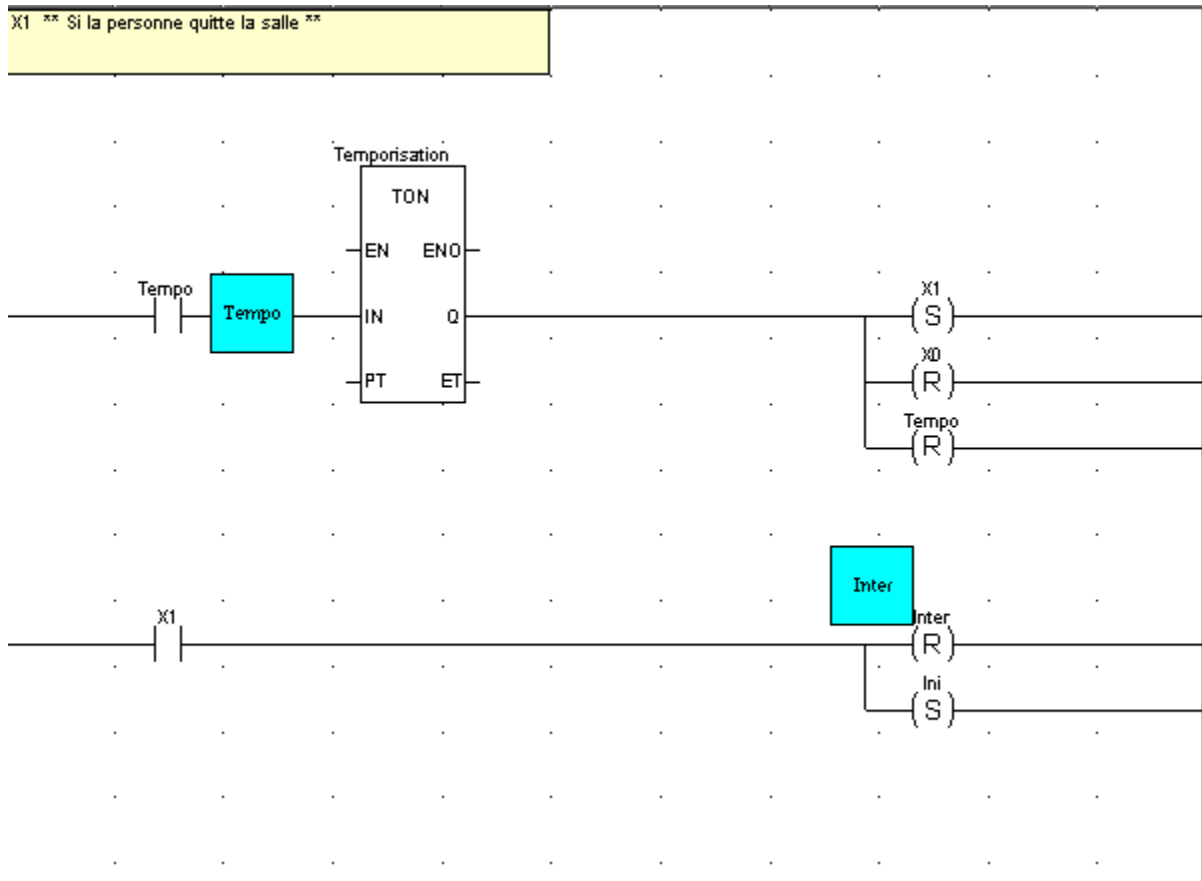 X1 ** Si la personne quitte la salle **
Temporisation
TON
EN ENO
Tempo
Tempo
IN Q
PT ET
X1
S
X0
R
Tempo
R
Inter
X1
Inter
R
Ini
S